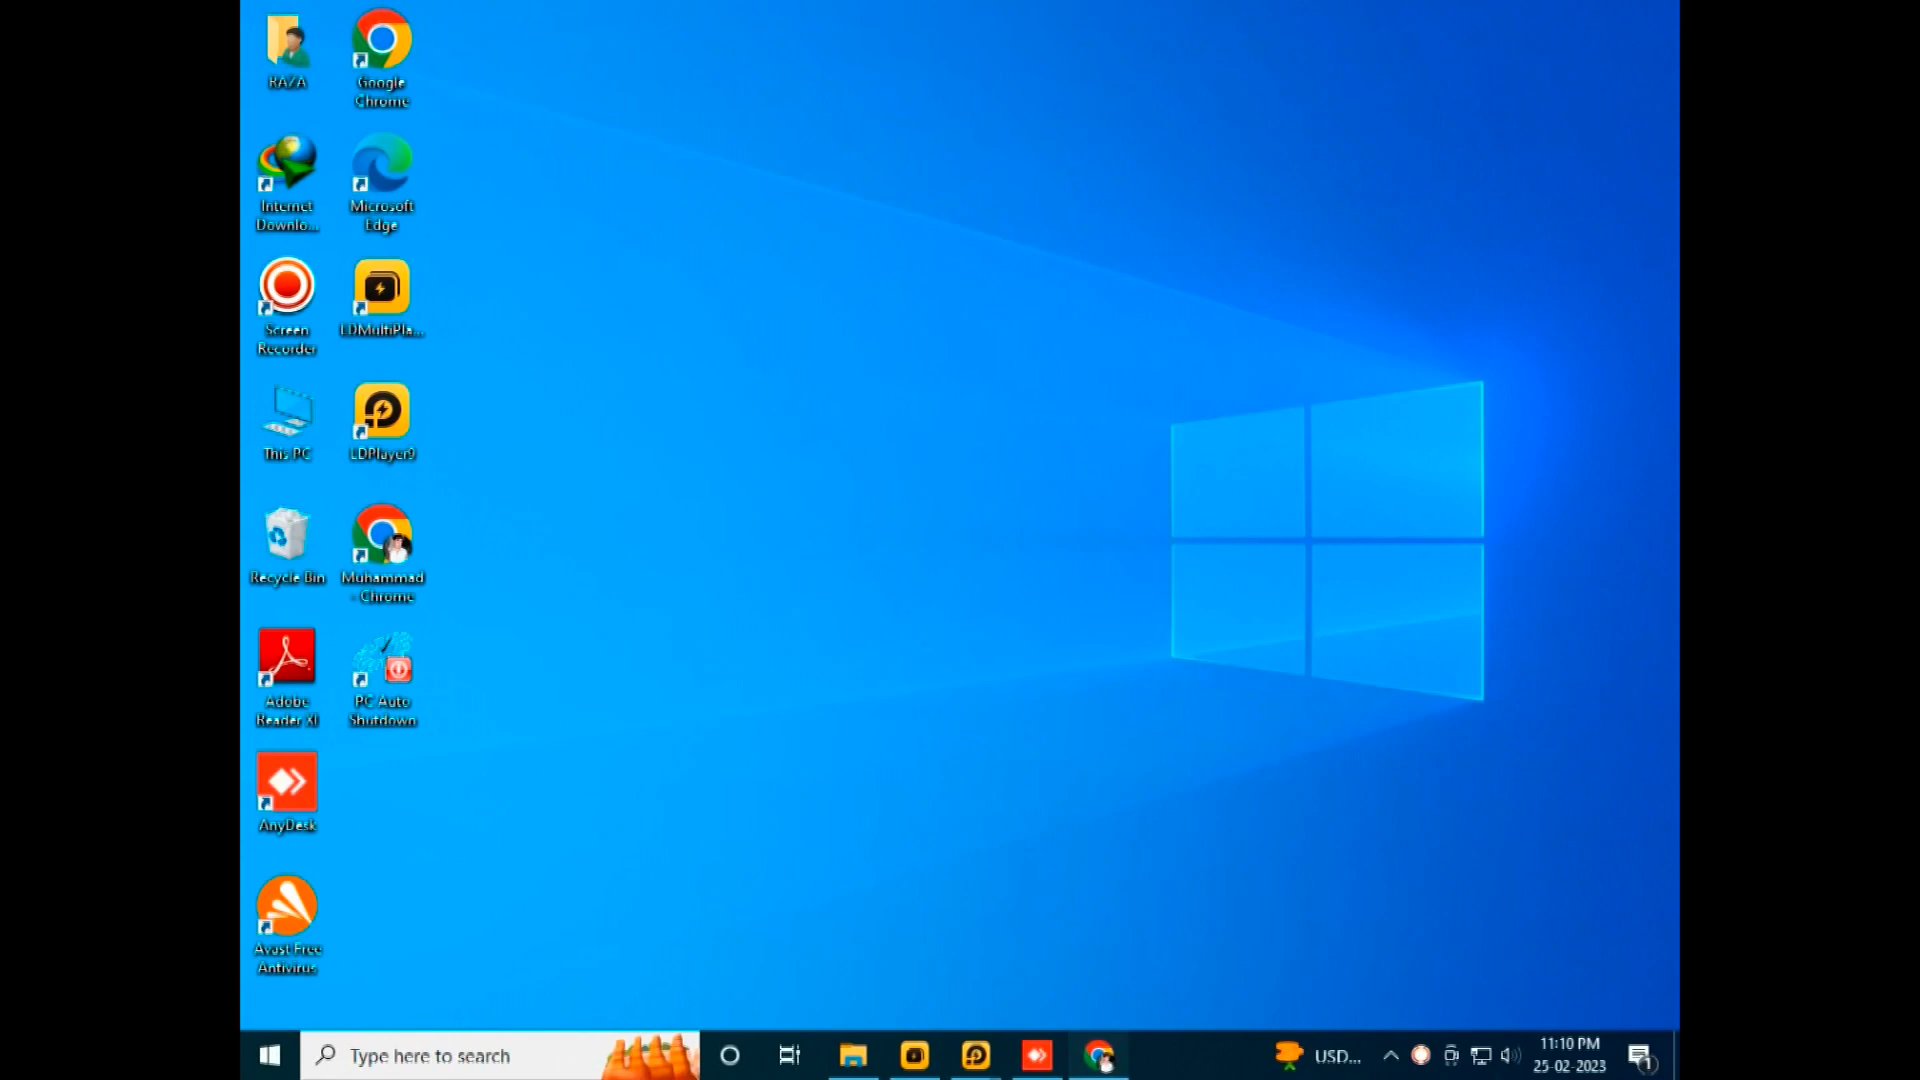 RAZA
Google
Chrome
Internet
Downlo...
Microsoft
Edge
Screen
Recorder
LDMultiPla...
This PC
LDPlayer9
Recycle Bin
Muhammad
- Chrome
Adobe
Reader XI
PC Auto
Shutdown
AnyDesk
Avast Free
Antivirus
Type here to search
USD...
11:10 PM
25-02-2023
1